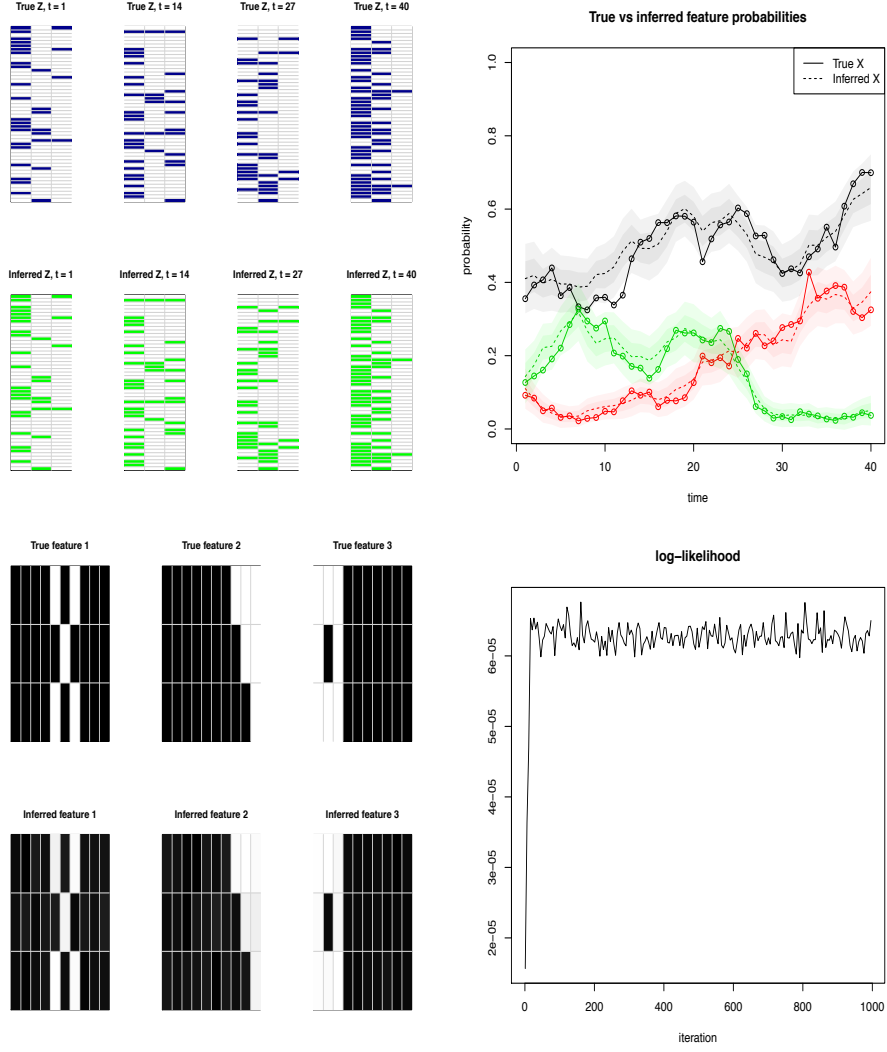 True Z, t = 1
True Z, t = 14
True Z, t = 27
True Z, t = 40
Inferred Z, t = 1
Inferred Z, t = 14
Inferred Z, t = 27
Inferred Z, t = 40
True feature 1
True feature 2
True feature 3
Inferred feature 1
Inferred feature 2
Inferred feature 3
True vs inferred feature probabilities
True X
Inferred X
probability
1.0
0.8
0.6
0.4
0.2
0.0
0
10
20
30
40
time
log−likelihood
6e−05
5e−05
4e−05
3e−05
2e−05
0
200
400
600
800
1000
iteration